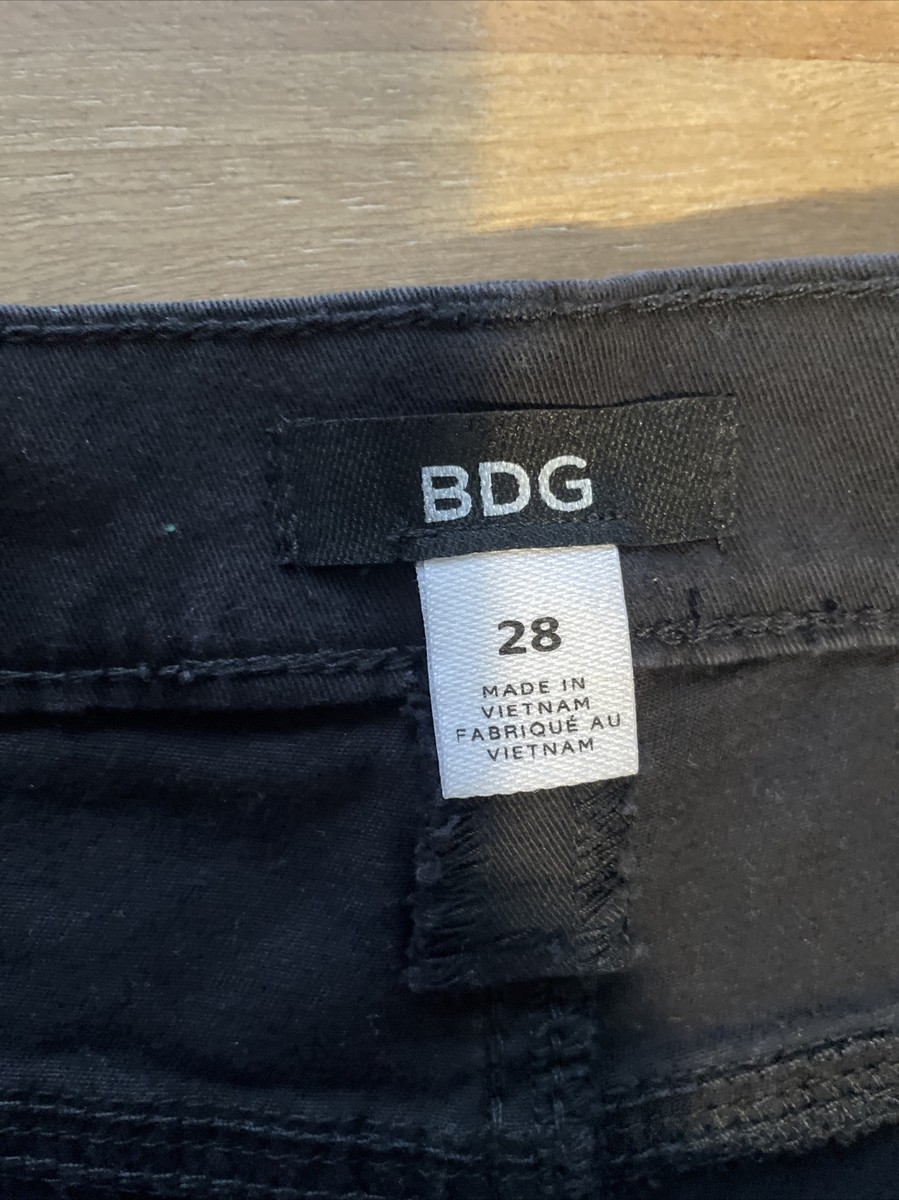 BDG
28
MADE IN
VIETNAM
FABRIQUÉ AU
VIETNAM